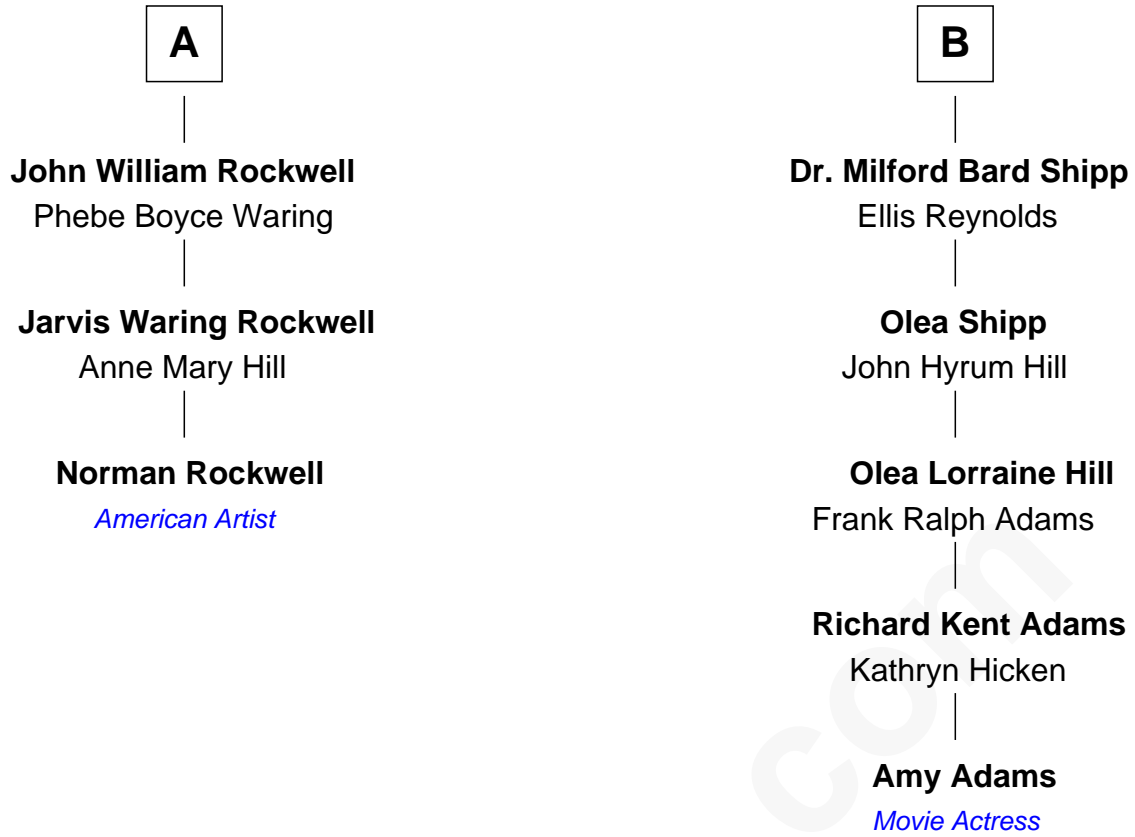 A
John William Rockwell
Phebe Boyce Waring
Jarvis Waring Rockwell
Anne Mary Hill
Norman Rockwell
American Artist
B
Dr. Milford Bard Shipp
Ellis Reynolds
Olea Shipp
John Hyrum Hill
Olea Lorraine Hill
Frank Ralph Adams
Richard Kent Adams
Kathryn Hicken
Amy Adams
Movie Actress
com